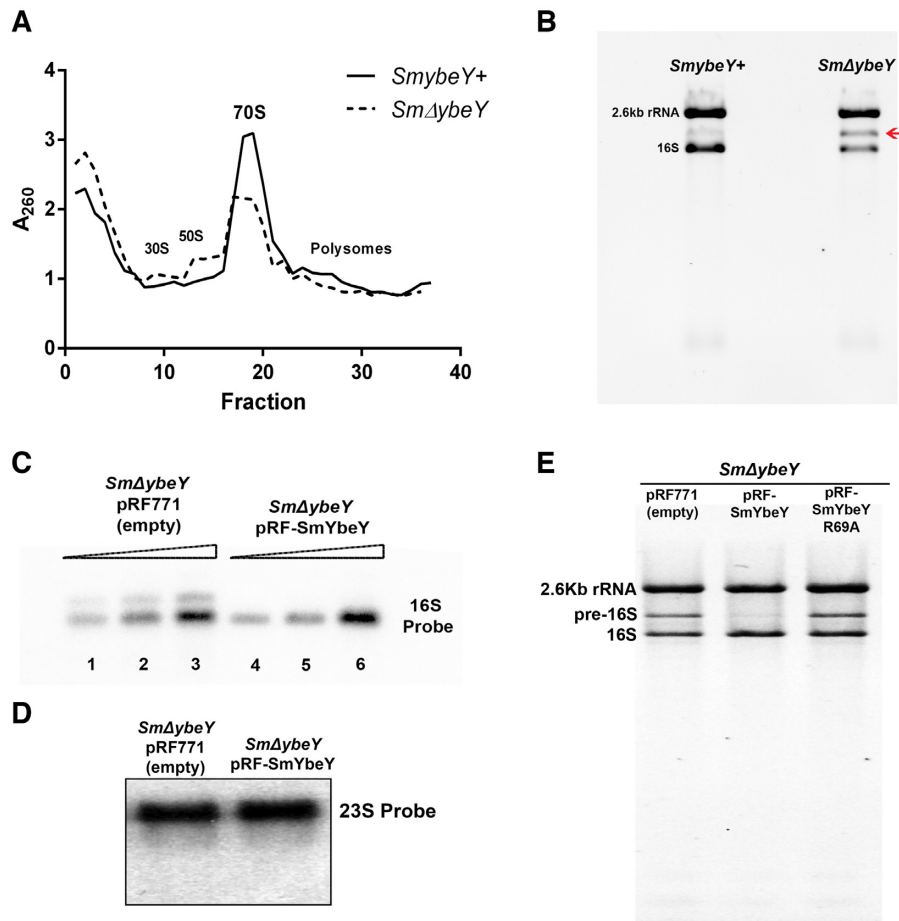 A
4
3
2
1
0
A260
0
10
20
30
40
Fraction
SmybeY+
SmΔybeY
70S
30S
50S
Polysomes
B
SmybeY+
SmΔybeY
2.6kb rRNA
16S
C
SmΔybeY
pRF771
(empty)
SmΔybeY
pRF-SmYbeY
16S
Probe
1 2 3 4 5 6
D
SmΔybeY
pRF771
(empty)
SmΔybeY
pRF-SmYbeY
23S Probe
E
SmΔybeY
pRF771
(empty)
pRF-
SmYbeY
pRF-
SmYbeY
R69A
2.6Kb rRNA
pre-16S
16S